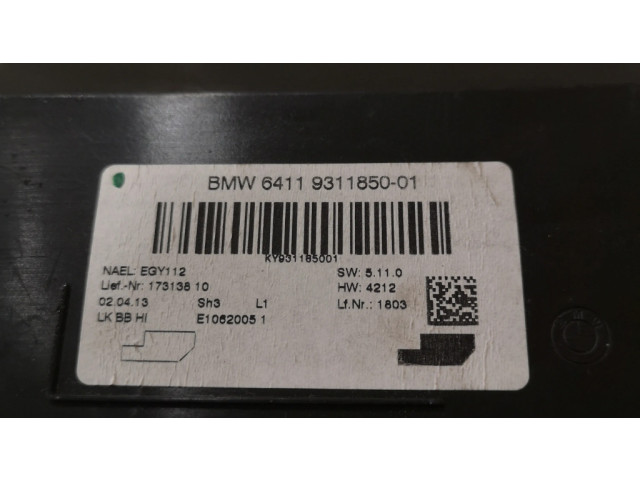 BMW 6411 9311850-01
KY931185001
NAEL: EGY112
SW: 5.11.0
Lief.-Nr: 173138 10
HW: 4212
02.04.13 Sh3 L1
Lf.Nr.: 1803
LK BB HI E1062005 1